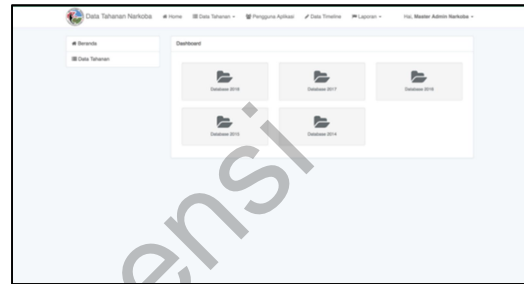 Data Tahanan Narkoba Home Data Tahanan Pengguna Aplikasi Data Timeline Laporan Hai, Master Admin Narkoba
Beranda
Data Tahanan
Dashboard
Database 2016 Database 2017 Database 2018
Database 2015 Database 2014
ensi